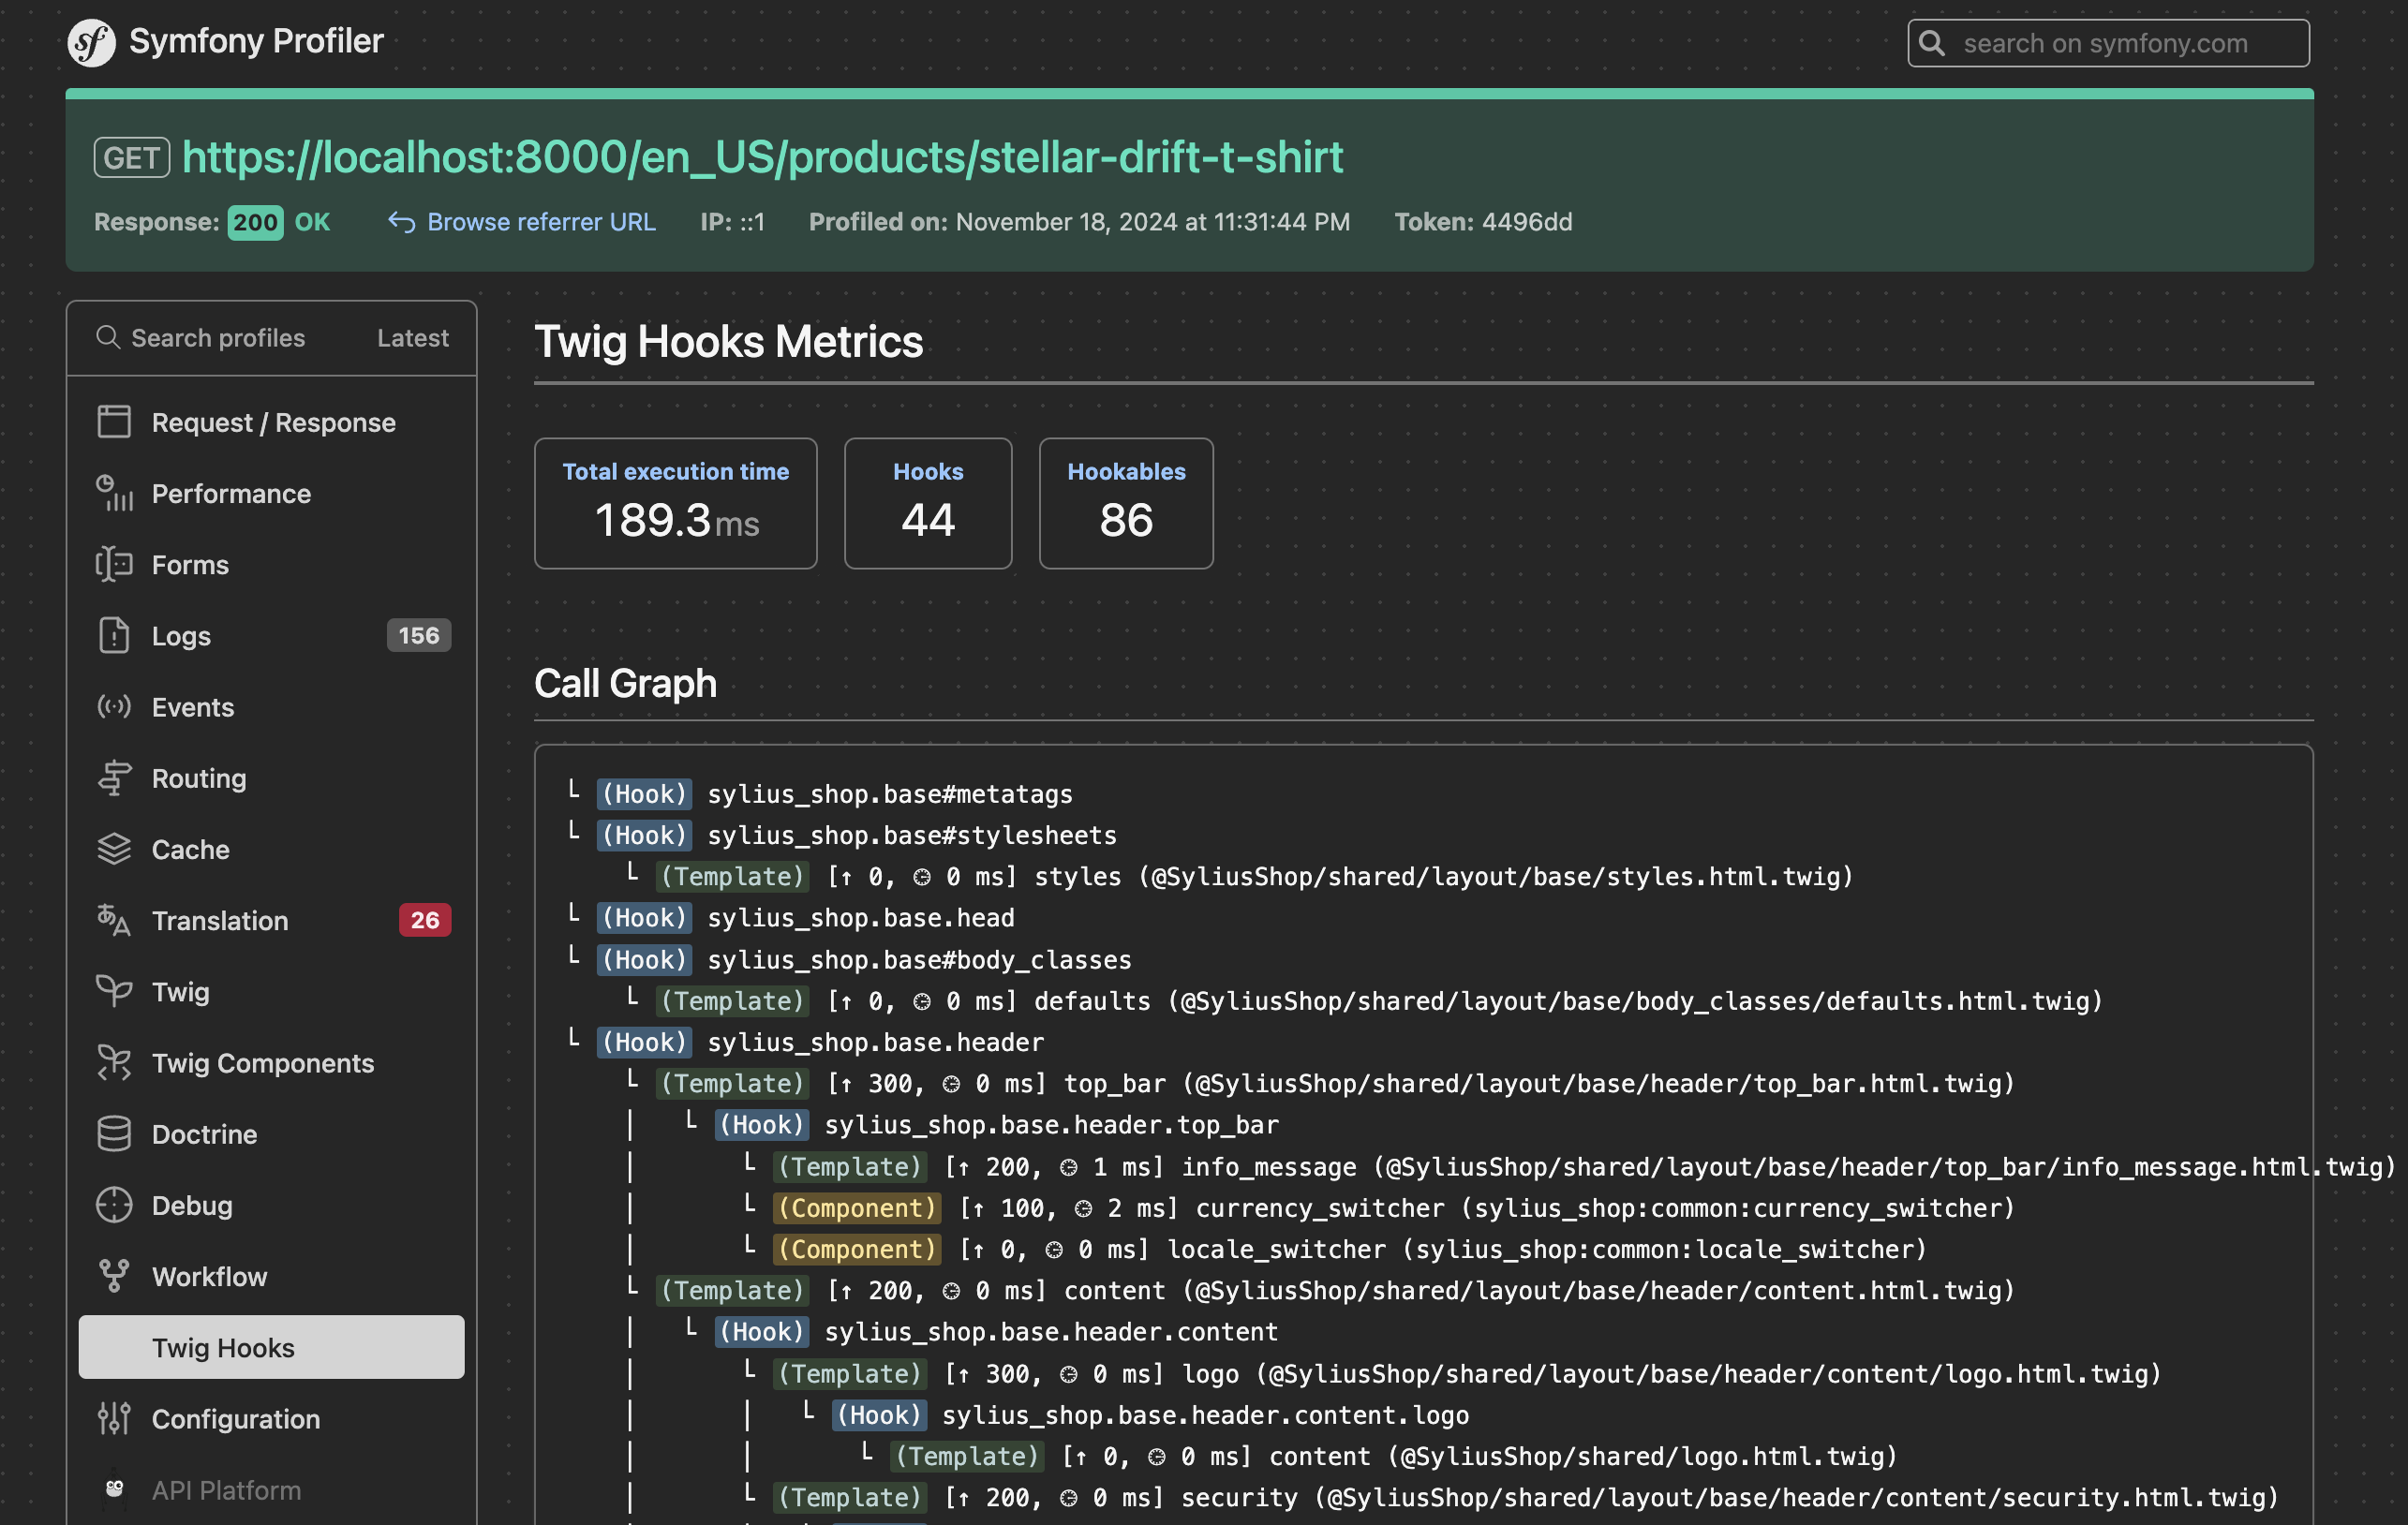 sf Symfony Profiler
search on symfony.com
GET https://localhost:8000/en_US/products/stellar-drift-t-shirt
Response: 200 OK Browse referrer URL IP: ::1 Profiled on: November 18, 2024 at 11:31:44 PM Token: 4496dd
Search profiles Latest
Request / Response
Performance
Forms
Logs 156
Events
Routing
Cache
Translation 26
Twig
Twig Components
Doctrine
Debug
Workflow
Twig Hooks
Configuration
API Platform
Twig Hooks Metrics
Total execution time
189.3 ms
Hooks
44
Hookables
86
Call Graph
└ (Hook) sylius_shop.base#metatags
└ (Hook) sylius_shop.base#stylesheets
└ (Template) [↑ 0, ◴ 0 ms] styles (@SyliusShop/shared/layout/base/styles.html.twig)
└ (Hook) sylius_shop.base.head
└ (Hook) sylius_shop.base#body_classes
└ (Template) [↑ 0, ◴ 0 ms] defaults (@SyliusShop/shared/layout/base/body_classes/defaults.html.twig)
└ (Hook) sylius_shop.base.header
└ (Template) [↑ 300, ◴ 0 ms] top_bar (@SyliusShop/shared/layout/base/header/top_bar.html.twig)
│ └ (Hook) sylius_shop.base.header.top_bar
│ └ (Template) [↑ 200, ◴ 1 ms] info_message (@SyliusShop/shared/layout/base/header/top_bar/info_message.html.twig)
│ └ (Component) [↑ 100, ◴ 2 ms] currency_switcher (sylius_shop:common:currency_switcher)
│ └ (Component) [↑ 0, ◴ 0 ms] locale_switcher (sylius_shop:common:locale_switcher)
└ (Template) [↑ 200, ◴ 0 ms] content (@SyliusShop/shared/layout/base/header/content.html.twig)
│ └ (Hook) sylius_shop.base.header.content
│ └ (Template) [↑ 300, ◴ 0 ms] logo (@SyliusShop/shared/layout/base/header/content/logo.html.twig)
│ │ └ (Hook) sylius_shop.base.header.content.logo
│ │ └ (Template) [↑ 0, ◴ 0 ms] content (@SyliusShop/shared/logo.html.twig)
│ └ (Template) [↑ 200, ◴ 0 ms] security (@SyliusShop/shared/layout/base/header/content/security.html.twig)